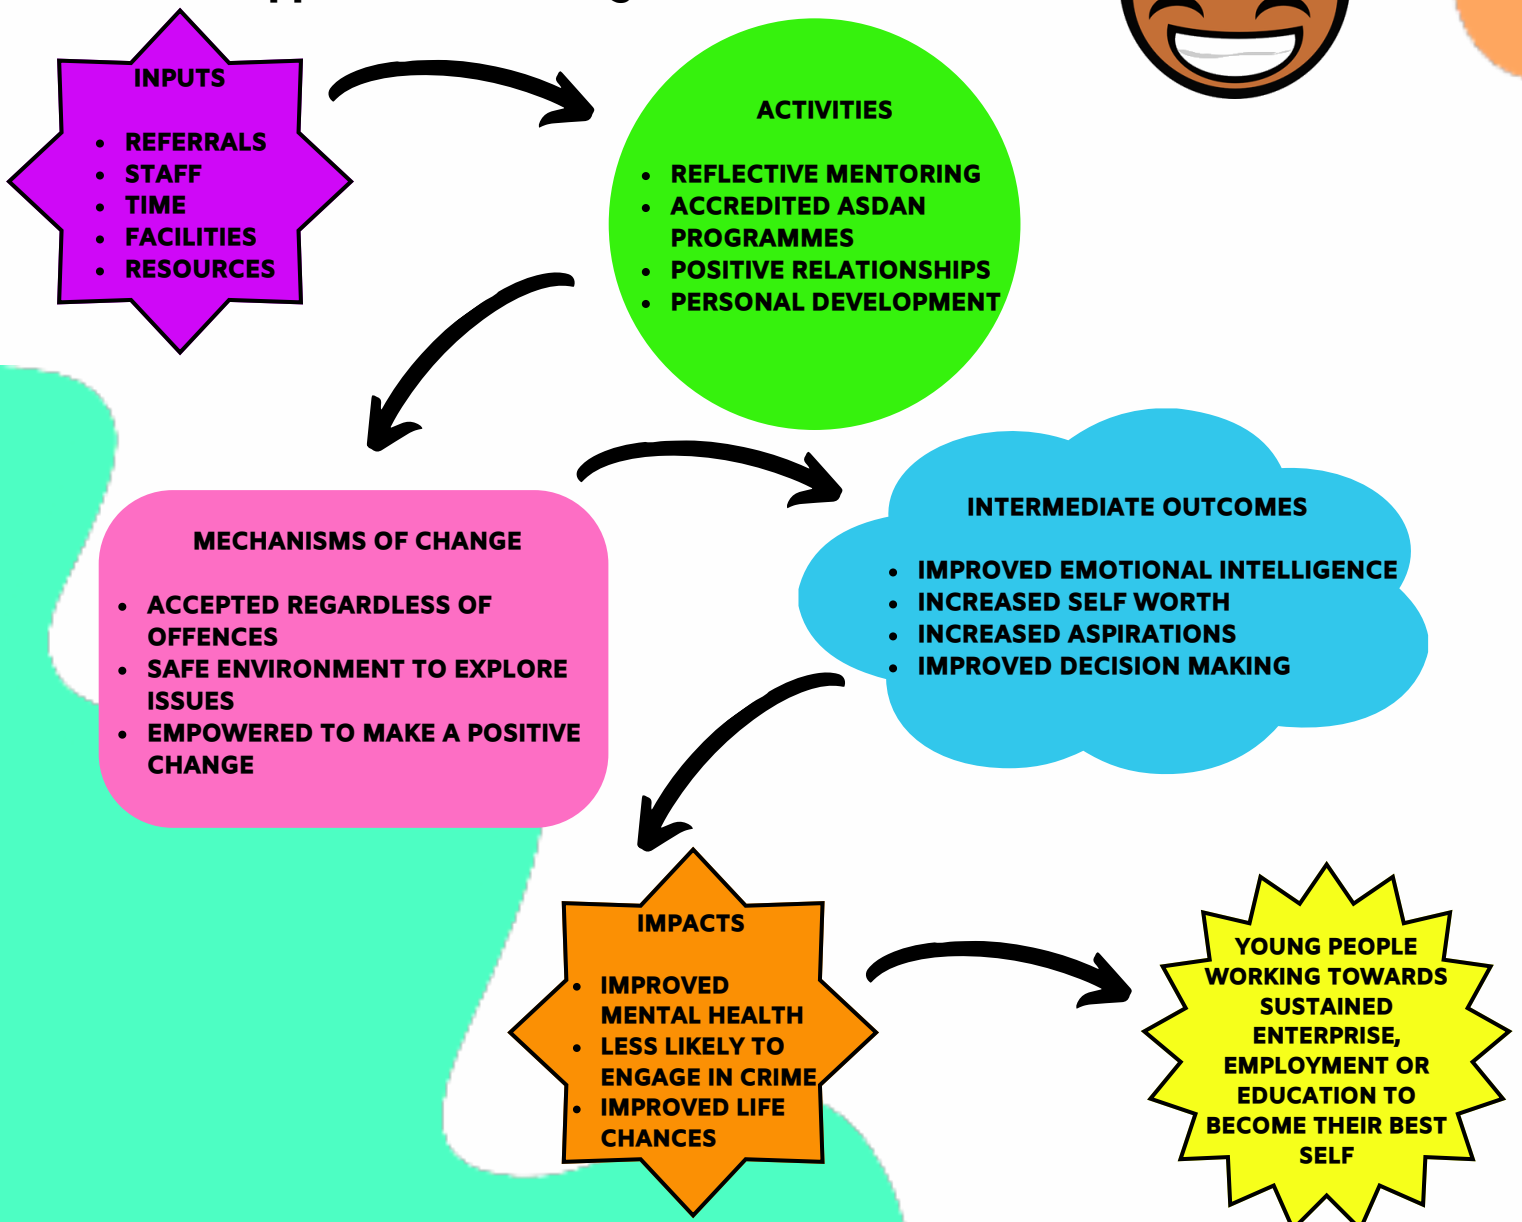 INPUTS
• REFERRALS
• STAFF
• TIME
• FACILITIES
• RESOURCES
ACTIVITIES
• REFLECTIVE MENTORING
• ACCREDITED ASDAN
PROGRAMMES
• POSITIVE RELATIONSHIPS
• PERSONAL DEVELOPMENT
MECHANISMS OF CHANGE
• ACCEPTED REGARDLESS OF
OFFENCES
• SAFE ENVIRONMENT TO EXPLORE
ISSUES
• EMPOWERED TO MAKE A POSITIVE
CHANGE
INTERMEDIATE OUTCOMES
• IMPROVED EMOTIONAL INTELLIGENCE
• INCREASED SELF WORTH
• INCREASED ASPIRATIONS
• IMPROVED DECISION MAKING
IMPACTS
• IMPROVED
MENTAL HEALTH
• LESS LIKELY TO
ENGAGE IN CRIME
• IMPROVED LIFE
CHANCES
YOUNG PEOPLE
WORKING TOWARDS
SUSTAINED
ENTERPRISE,
EMPLOYMENT OR
EDUCATION TO
BECOME THEIR BEST
SELF